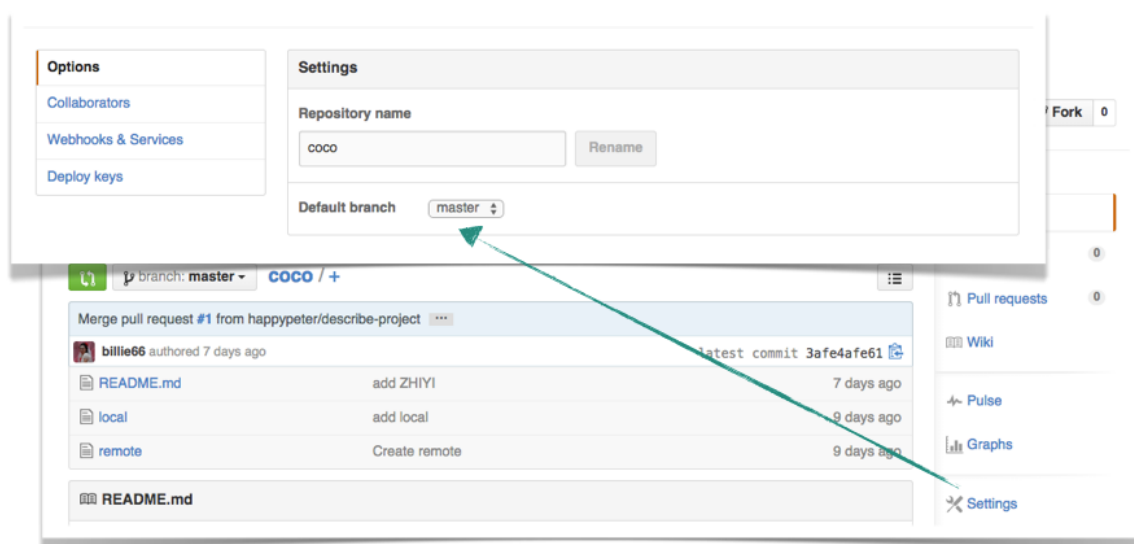 Options
Collaborators
Webhooks & Services
Deploy keys
Settings
Repository name
coco
Rename
Default branch master
Fork 0
branch: master
coco / +
Merge pull request #1 from happypeter/describe-project ...
billie66 authored 7 days ago
latest commit 3afe4afe61
README.md add ZHIYI 7 days ago
local add local 9 days ago
remote Create remote 9 days ago
README.md
0
Pull requests 0
Wiki
Pulse
Graphs
Settings